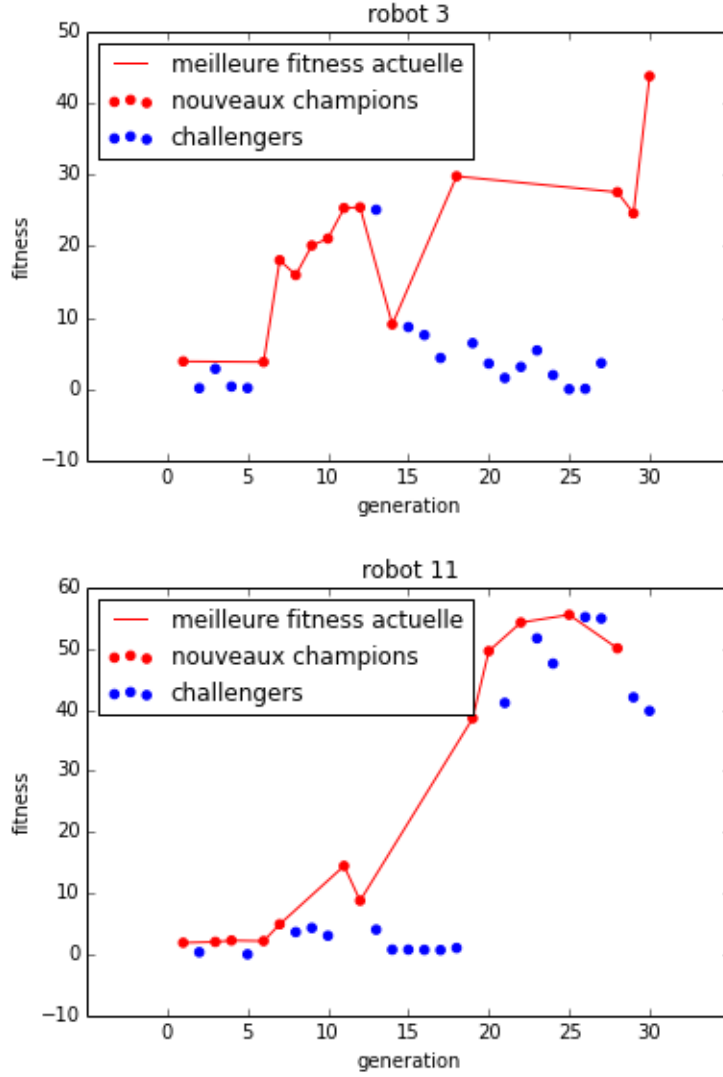 robot 3
50
40
30
20
10
0
−10
fitness
meilleure fitness actuelle
nouveaux champions
challengers
0 5 10 15 20 25 30
generation
robot 11
60
50
40
30
20
10
0
−10
fitness
meilleure fitness actuelle
nouveaux champions
challengers
0 5 10 15 20 25 30
generation